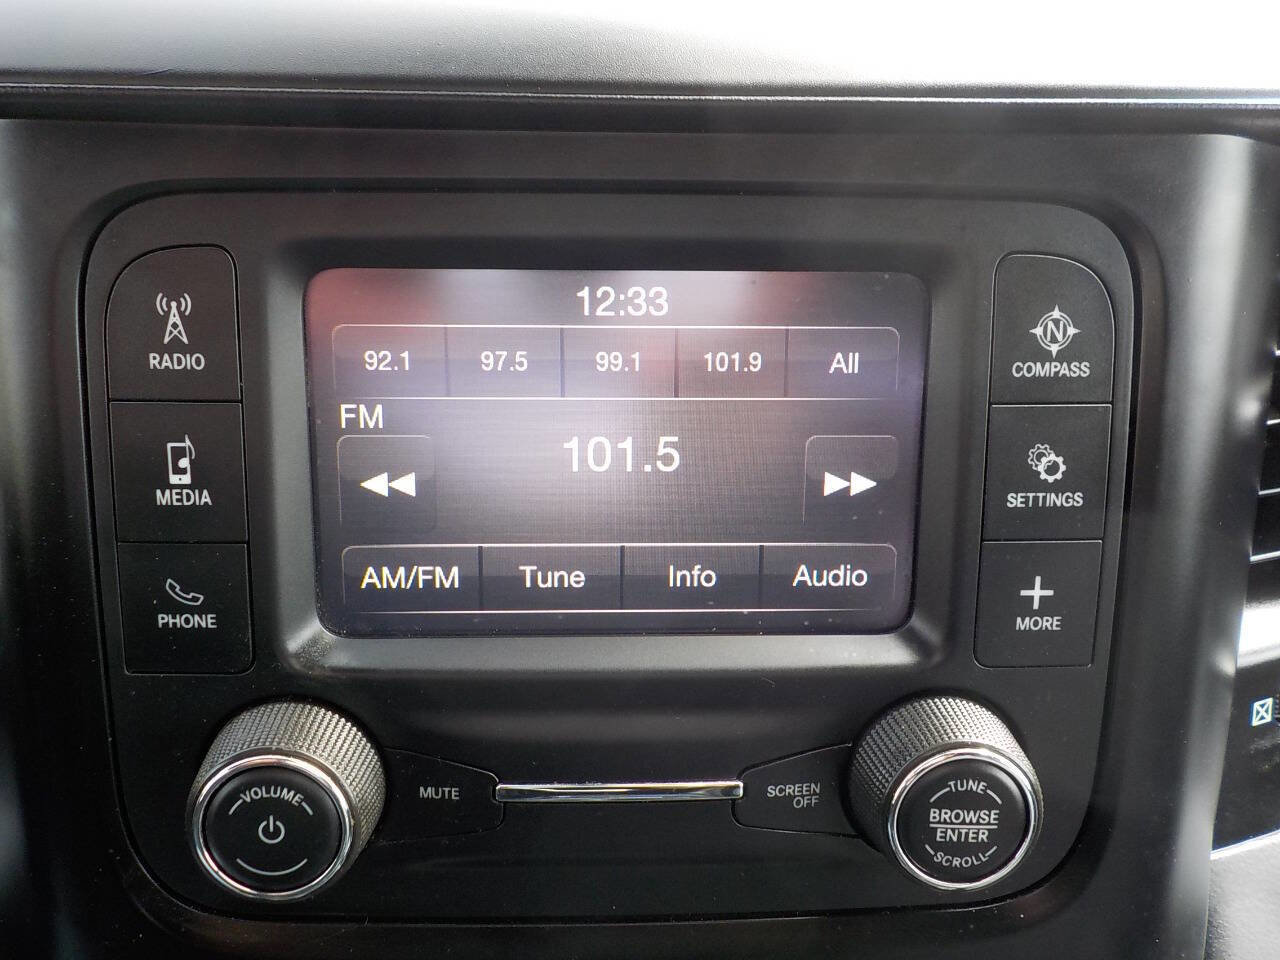 12:33
92.1 97.5 99.1 101.9 All
FM
101.5
AM/FM Tune Info Audio
RADIO
MEDIA
PHONE
N
COMPASS
SETTINGS
MORE
VOLUME
MUTE
SCREEN
OFF
TUNE
BROWSE
ENTER
SCROLL